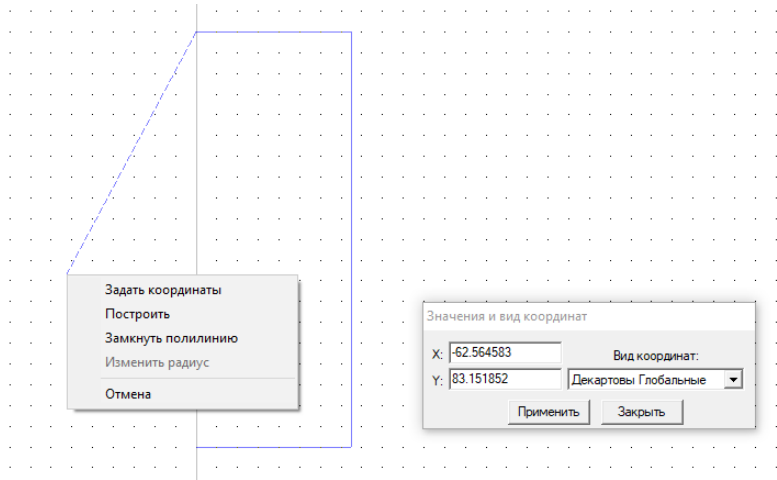 Задать координаты
Построить
Замкнуть полилинию
Изменить радиус
Отмена
Значения и вид координат
X: -62.564583
Вид координат:
Y: 83.151852
Декартовы Глобальные
Применить
Закрыть